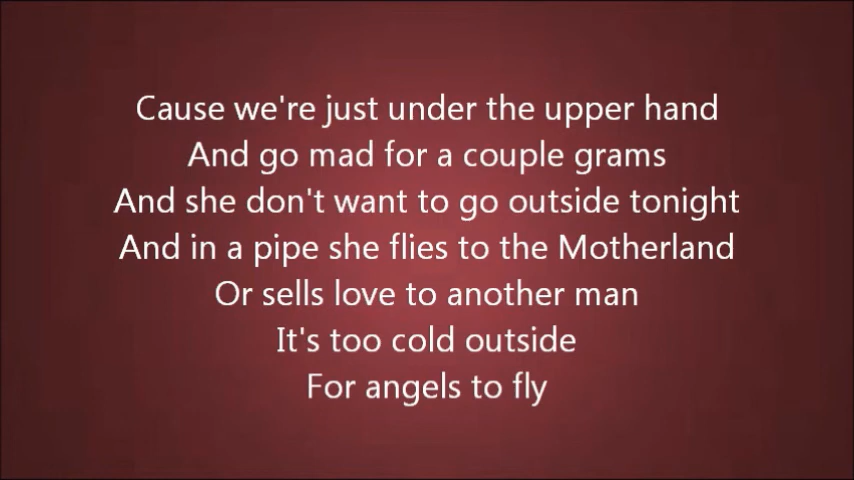 Cause we're just under the upper hand
And go mad for a couple grams
And she don't want to go outside tonight
And in a pipe she flies to the Motherland
Or sells love to another man
It's too cold outside
For angels to fly